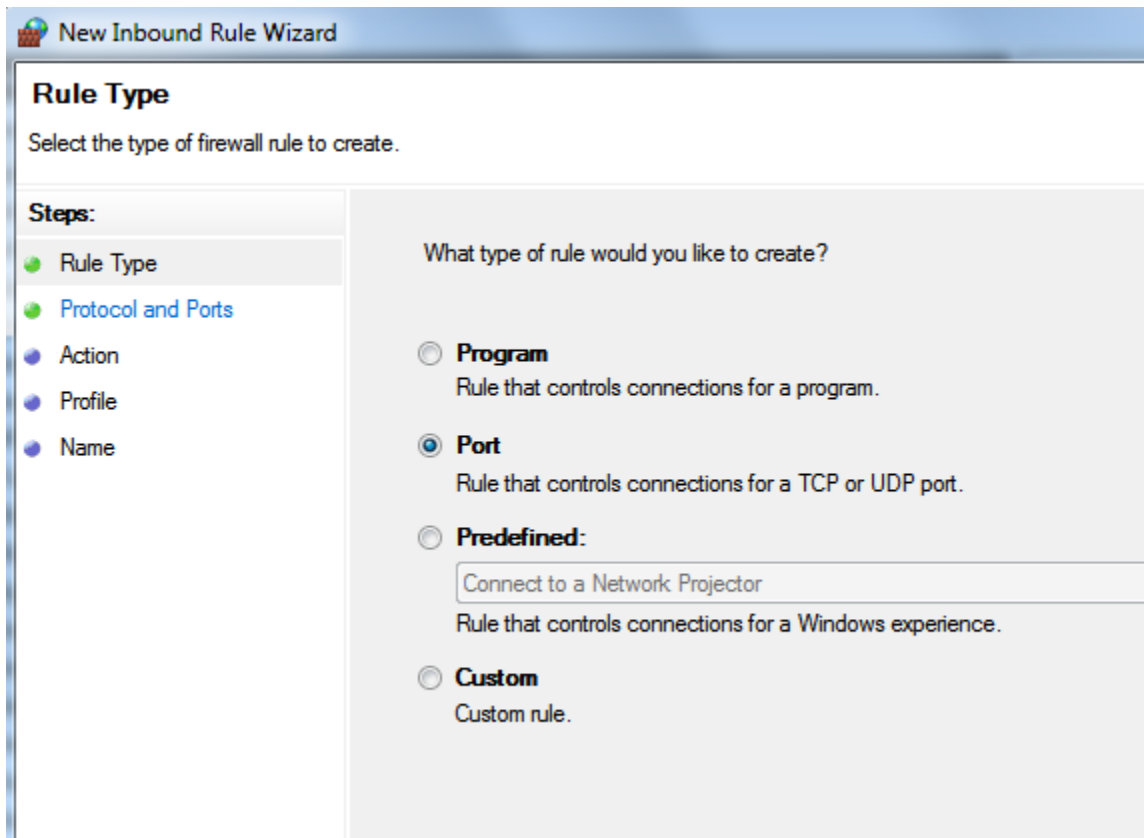 New Inbound Rule Wizard
Rule Type
Select the type of firewall rule to create.
Steps:
Rule Type
Protocol and Ports
Action
Profile
Name
What type of rule would you like to create?
Program
Rule that controls connections for a program.
Port
Rule that controls connections for a TCP or UDP port.
Predefined:
Connect to a Network Projector
Rule that controls connections for a Windows experience.
Custom
Custom rule.